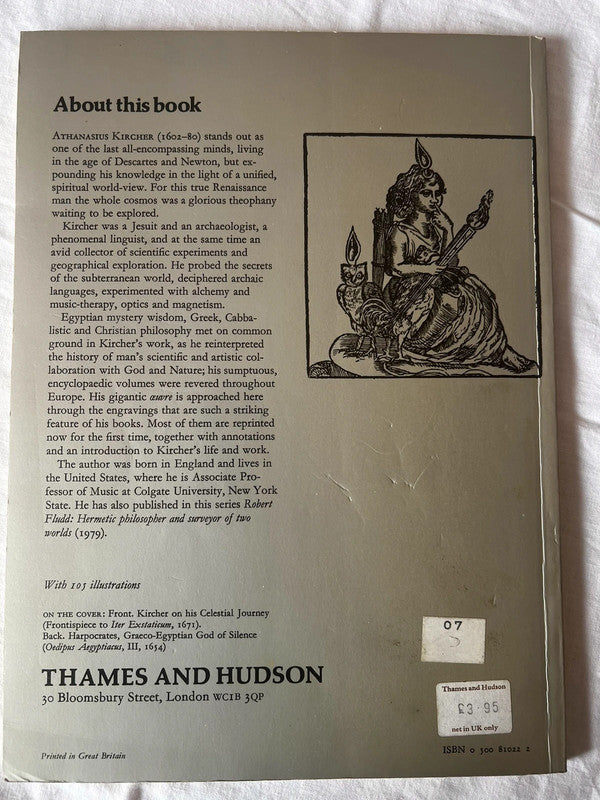 About this book
ATHANASIUS KIRCHER (1602–80) stands out as
one of the last all-encompassing minds, living
in the age of Descartes and Newton, but ex-
pounding his knowledge in the light of a unified,
spiritual world-view. For this true Renaissance
man the whole cosmos was a glorious theophany
waiting to be explored.
Kircher was a Jesuit and an archaeologist, a
phenomenal linguist, and at the same time an
avid collector of scientific experiments and
geographical exploration. He probed the secrets
of the subterranean world, deciphered archaic
languages, experimented with alchemy and
music-therapy, optics and magnetism.
Egyptian mystery wisdom, Greek, Cabba-
listic and Christian philosophy met on common
ground in Kircher's work, as he reinterpreted
the history of man's scientific and artistic col-
laboration with God and Nature; his sumptuous,
encyclopaedic volumes were revered throughout
Europe. His gigantic œuvre is approached here
through the engravings that are such a striking
feature of his books. Most of them are reprinted
now for the first time, together with annotations
and an introduction to Kircher's life and work.
The author was born in England and lives in
the United States, where he is Associate Pro-
fessor of Music at Colgate University, New York
State. He has also published in this series Robert
Fludd: Hermetic philosopher and surveyor of two
worlds (1979).
With 105 illustrations
ON THE COVER: Front. Kircher on his Celestial Journey
(Frontispiece to Iter Exstaticum, 1671).
Back. Harpocrates, Graeco-Egyptian God of Silence
(Oedipus Aegyptiacus, III, 1654)
THAMES AND HUDSON
30 Bloomsbury Street, London WC1B 3QP
07
Thames and Hudson
£3.95
net in UK only
Printed in Great Britain
ISBN 0 500 81022 2